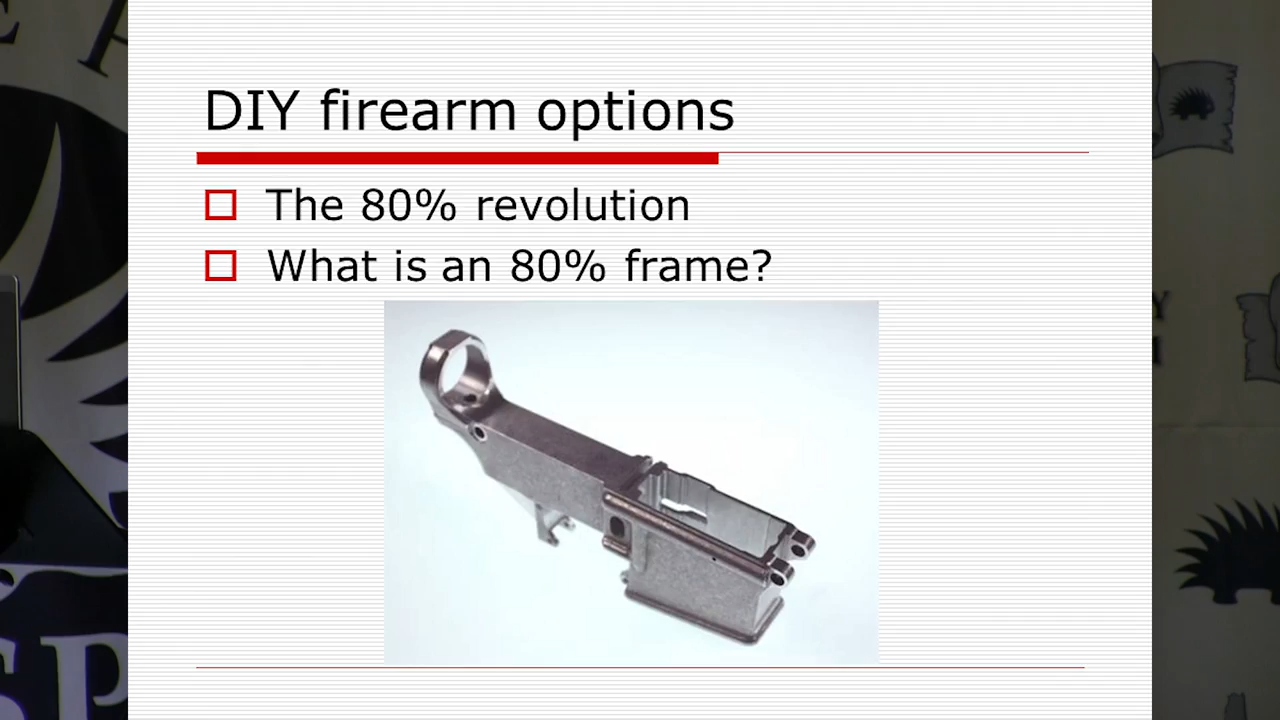 DIY firearm options
The 80% revolution
What is an 80% frame?